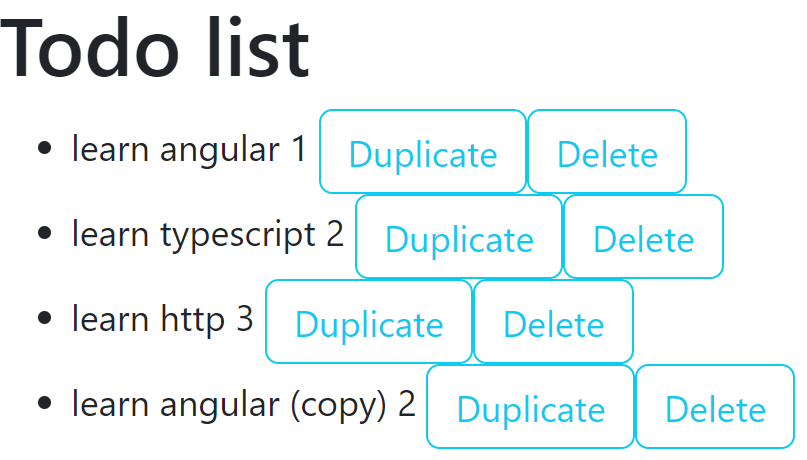 Todo list
learn angular 1 Duplicate Delete
learn typescript 2 Duplicate Delete
learn http 3 Duplicate Delete
learn angular (copy) 2 Duplicate Delete